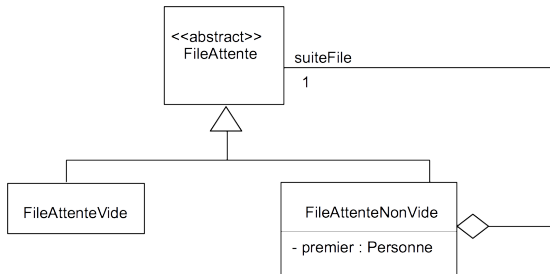 <<abstract>>
FileAttente
suiteFile
1
FileAttenteVide
FileAttenteNonVide
- premier : Personne